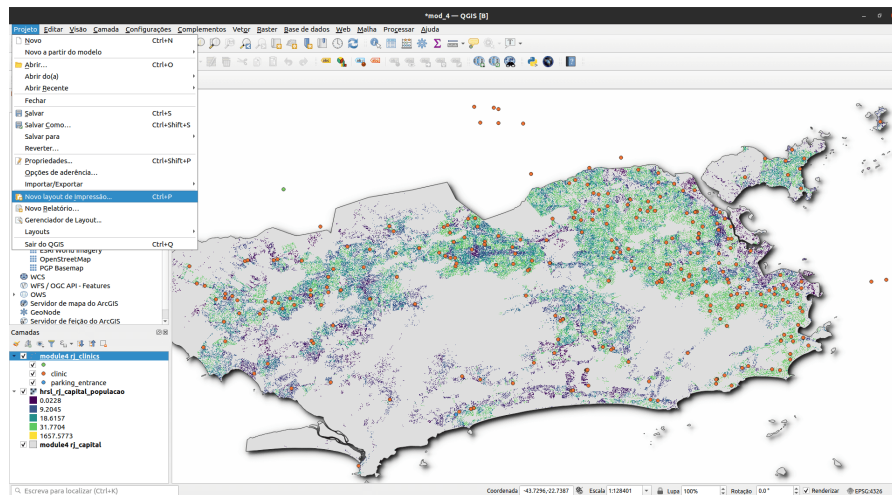 *mod_4 — QGIS [B]
Projeto Editar Visão Camada Configurações Complementos Vetor Raster Base de dados Web Malha Processar Ajuda
Novo Ctrl+N
Novo a partir do modelo
Abrir... Ctrl+O
Abrir do(a)
Abrir Recente
Fechar
Salvar Ctrl+S
Salvar Como... Ctrl+Shift+S
Salvar para
Reverter...
Propriedades... Ctrl+Shift+P
Opções de aderência...
Importar/Exportar
Novo layout de Impressão... Ctrl+P
Novo Relatório...
Gerenciador de Layout...
Layouts
Sair do QGIS Ctrl+Q
ESRI World Imagery
OpenStreetMap
PGP Basemap
WCS
WFS / OGC API - Features
OWS
Servidor de mapa do ArcGIS
GeoNode
Servidor de feição do ArcGIS
Camadas
module4 rj_clinics
clinic
parking_entrance
hrsl_rj_capital_populacao
0.0228
9.2045
18.6157
31.7704
1657.5773
module4 rj_capital
Escreva para localizar (Ctrl+K)
Coordenada -43.7296,-22.7387 Escala 1:128401 Lupa 100% Rotação 0.0° Renderizar EPSG:4326